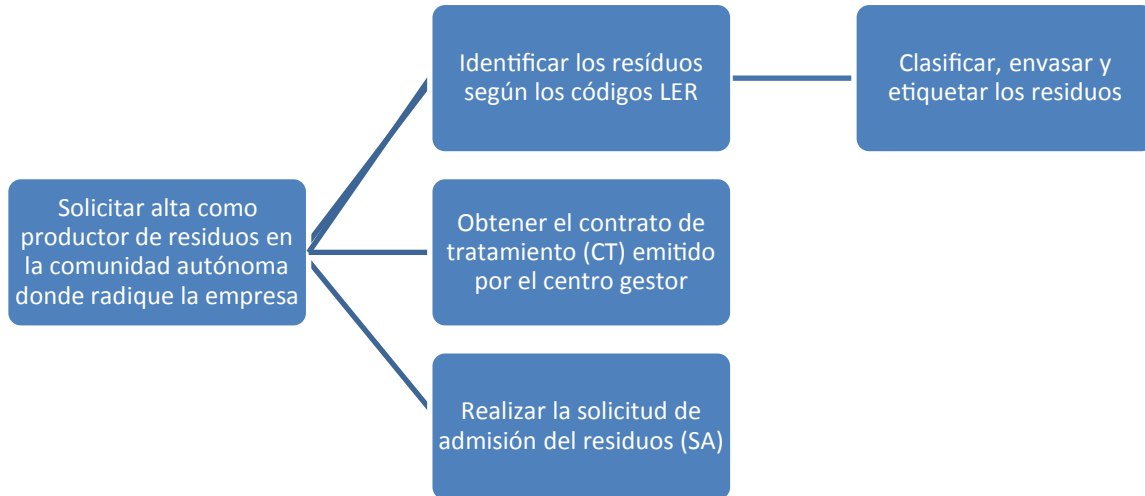 Solicitar alta como
productor de residuos en
la comunidad autónoma
donde radique la empresa
Identificar los resíduos
según los códigos LER
Clasificar, envasar y
etiquetar los residuos
Obtener el contrato de
tratamiento (CT) emitido
por el centro gestor
Realizar la solicitud de
admisión del residuos (SA)